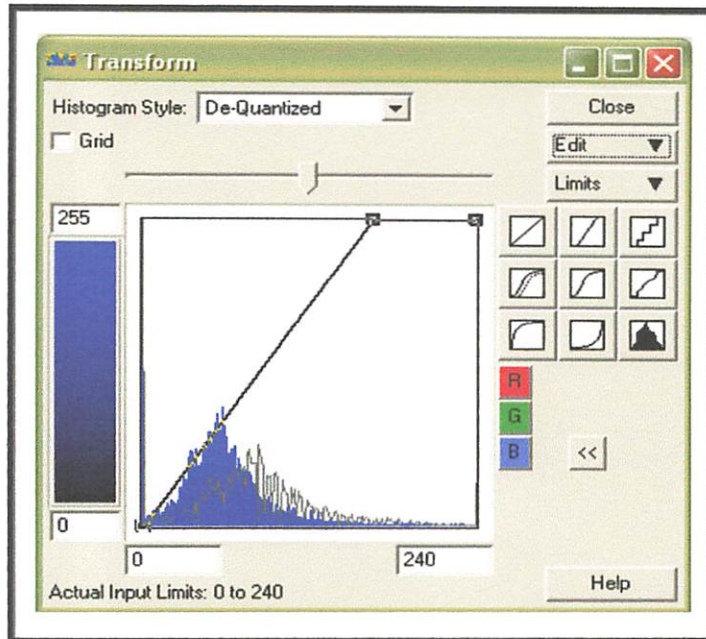 Transform
Histogram Style: De-Quantized
Close
Grid
Edit
Limits
255
R
G
B
<<
0
0
240
Actual Input Limits: 0 to 240
Help